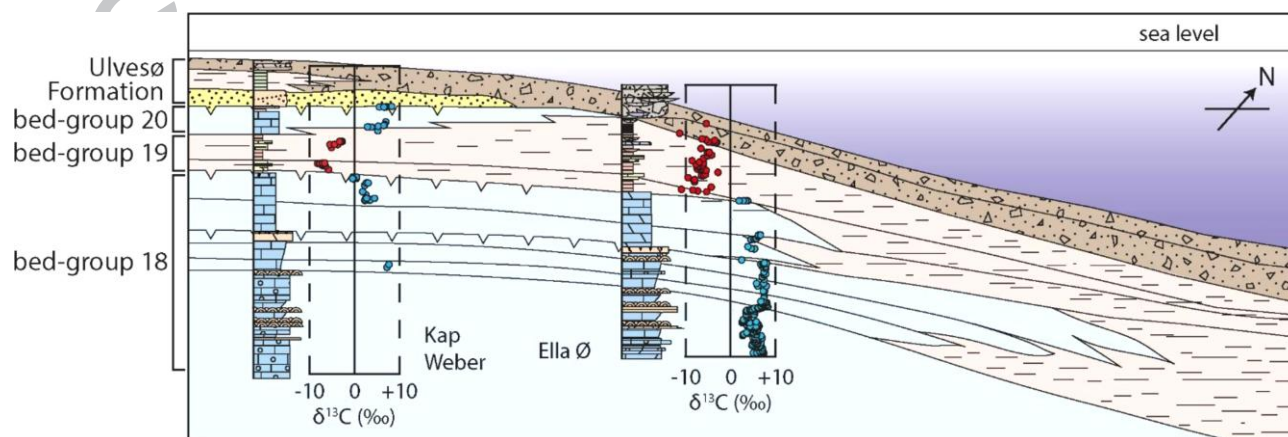 sea level
Ulvesø
Formation
N
bed-group 20
bed-group 19
bed-group 18
Kap
Weber
Ella Ø
-10 0 +10
δ¹³C (‰)
-10 0 +10
δ¹³C (‰)